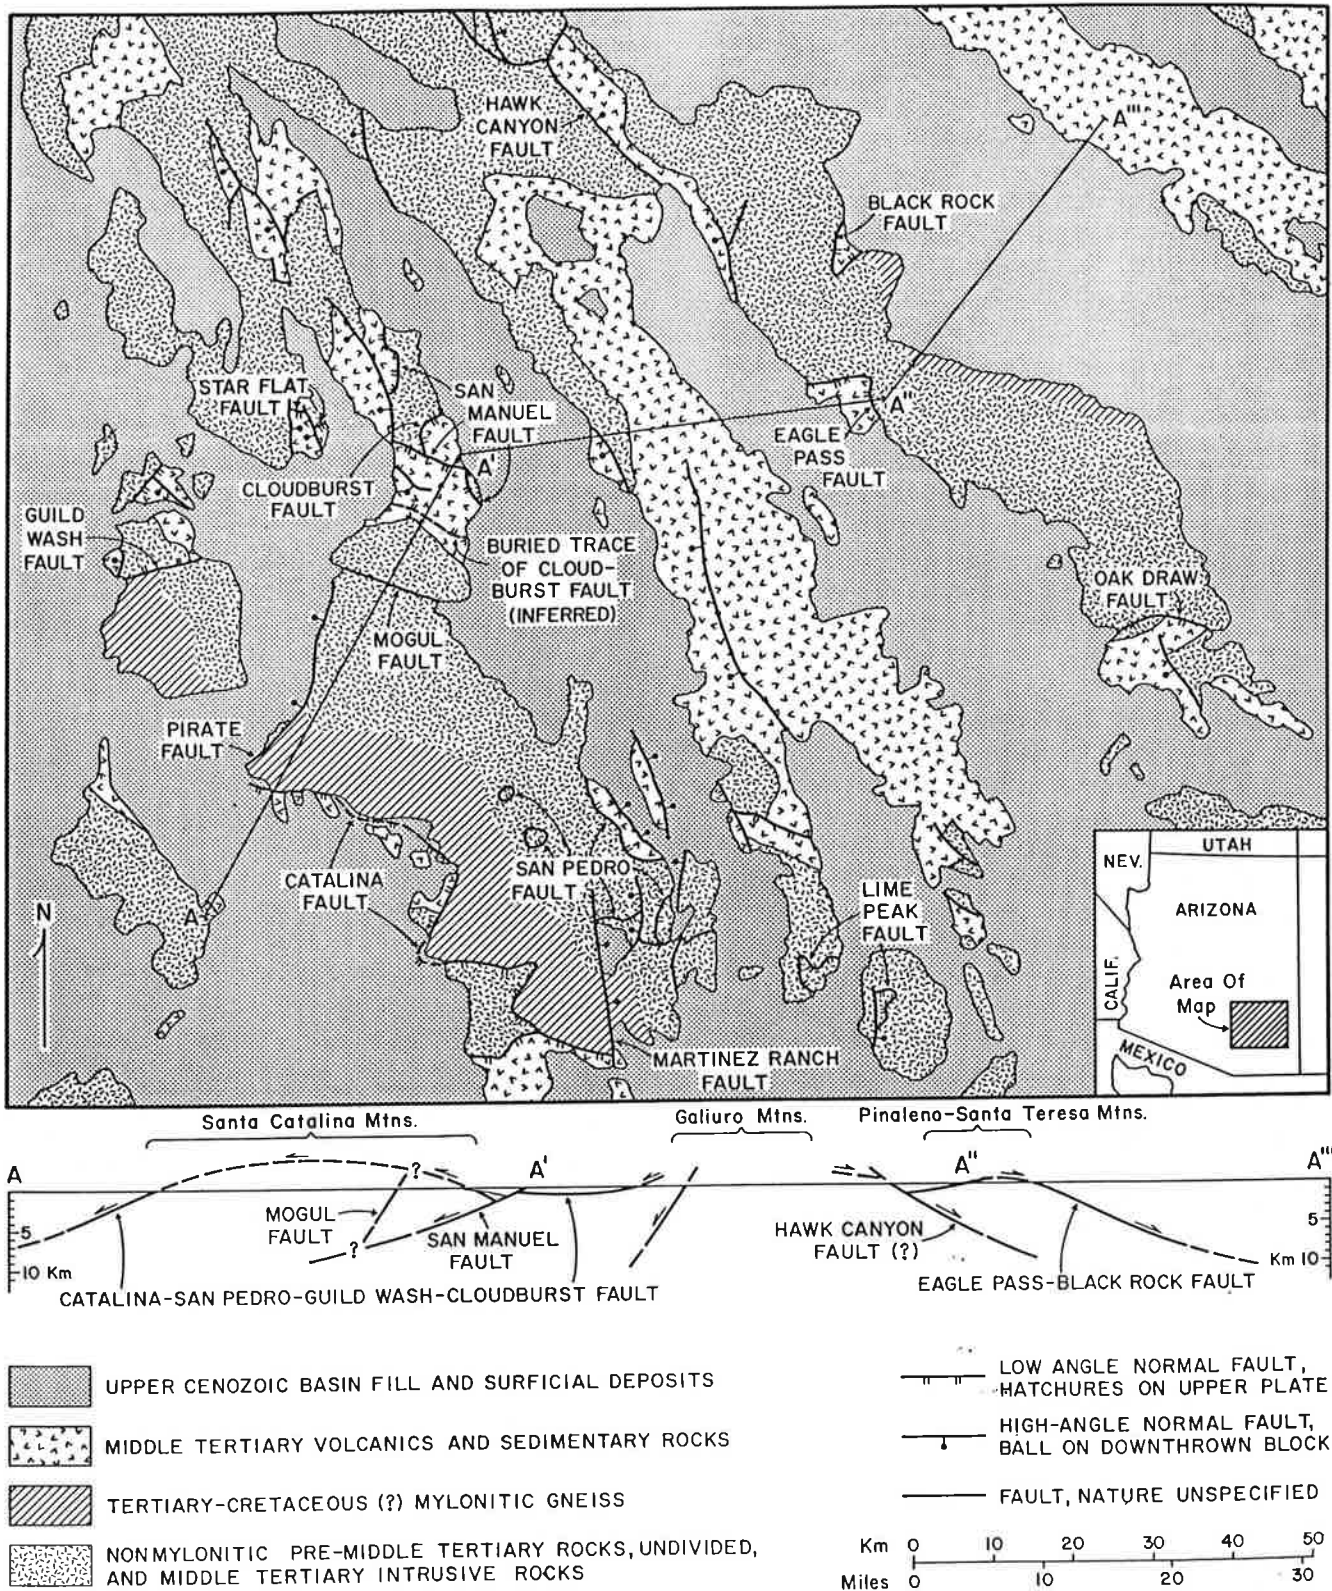 HAWK
CANYON
FAULT
A'''
BLACK ROCK
FAULT
STAR FLAT
FAULT
SAN
MANUEL
FAULT
A''
A'
EAGLE
PASS
FAULT
CLOUDBURST
FAULT
GUILD
WASH
FAULT
BURIED TRACE
OF CLOUD-
BURST FAULT
(INFERRED)
OAK DRAW
FAULT
MOGUL
FAULT
PIRATE
FAULT
CATALINA
FAULT
SAN PEDRO
FAULT
LIME
PEAK
FAULT
A
N
MARTINEZ RANCH
FAULT
NEV.
UTAH
ARIZONA
CALIF.
Area Of
Map
MEXICO
Santa Catalina Mtns.
Galiuro Mtns.
Pinaleno-Santa Teresa Mtns.
A
A'
A''
A'''
?
MOGUL
FAULT
?
SAN MANUEL
FAULT
HAWK CANYON
FAULT (?)
5
10 Km
5
Km 10
CATALINA-SAN PEDRO-GUILD WASH-CLOUDBURST FAULT
EAGLE PASS-BLACK ROCK FAULT
UPPER CENOZOIC BASIN FILL AND SURFICIAL DEPOSITS
MIDDLE TERTIARY VOLCANICS AND SEDIMENTARY ROCKS
TERTIARY-CRETACEOUS (?) MYLONITIC GNEISS
NONMYLONITIC PRE-MIDDLE TERTIARY ROCKS, UNDIVIDED,
AND MIDDLE TERTIARY INTRUSIVE ROCKS
LOW ANGLE NORMAL FAULT,
HATCHURES ON UPPER PLATE
HIGH-ANGLE NORMAL FAULT,
BALL ON DOWNTHROWN BLOCK
FAULT, NATURE UNSPECIFIED
Km 0 10 20 30 40 50
Miles 0 10 20 30